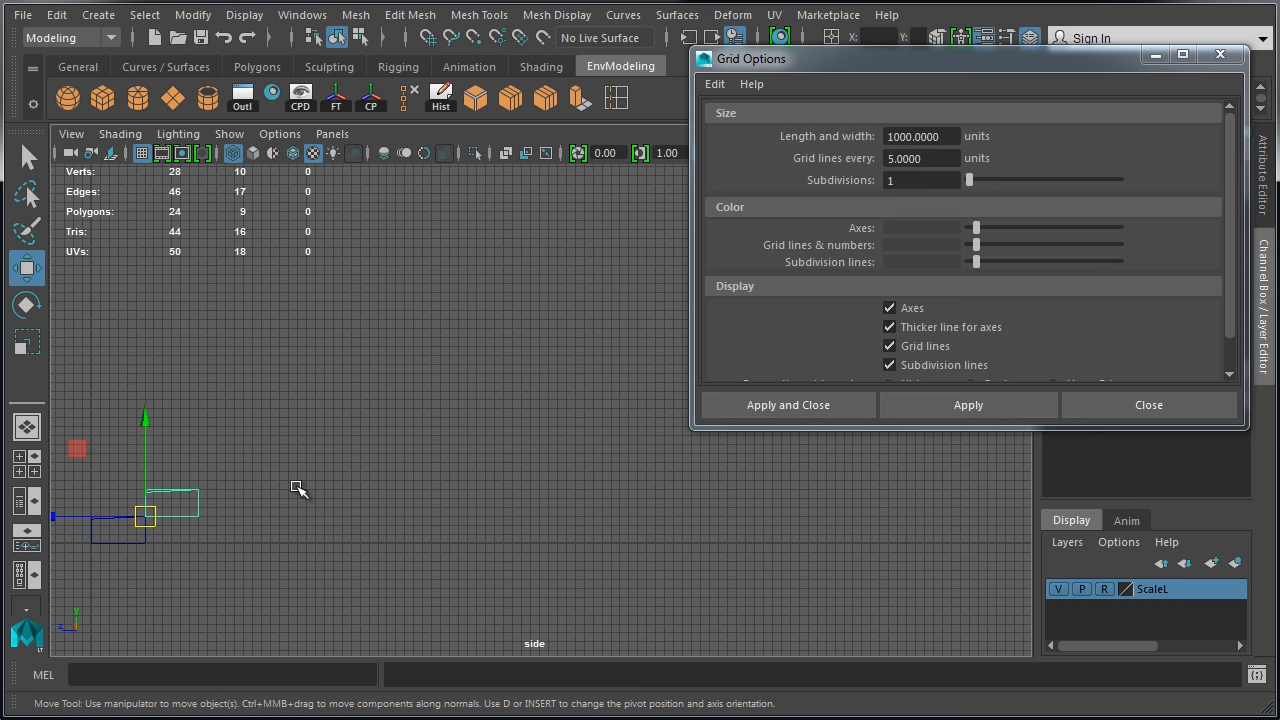 File Edit Create Select Modify Display Windows Mesh Edit Mesh Mesh Tools Mesh Display Curves Surfaces Deform UV Marketplace Help
Modeling No Live Surface X: Y: Sign In
General Curves / Surfaces Polygons Sculpting Rigging Animation Shading EnvModeling
Outl CPD FT CP Hist
View Shading Lighting Show Options Panels
0.00 1.00
Verts: 28 10 0
Edges: 46 17 0
Polygons: 24 9 0
Tris: 44 16 0
UVs: 50 18 0
Grid Options
Edit Help
Size
Length and width: 1000.0000 units
Grid lines every: 5.0000 units
Subdivisions: 1
Color
Axes:
Grid lines & numbers:
Subdivision lines:
Display
Axes
Thicker line for axes
Grid lines
Subdivision lines
Apply and Close Apply Close
Attribute Editor
Channel Box / Layer Editor
Display Anim
Layers Options Help
V P R ScaleL
y
z
side
LT
MEL
Move Tool: Use manipulator to move object(s). Ctrl+MMB+drag to move components along normals. Use D or INSERT to change the pivot position and axis orientation.